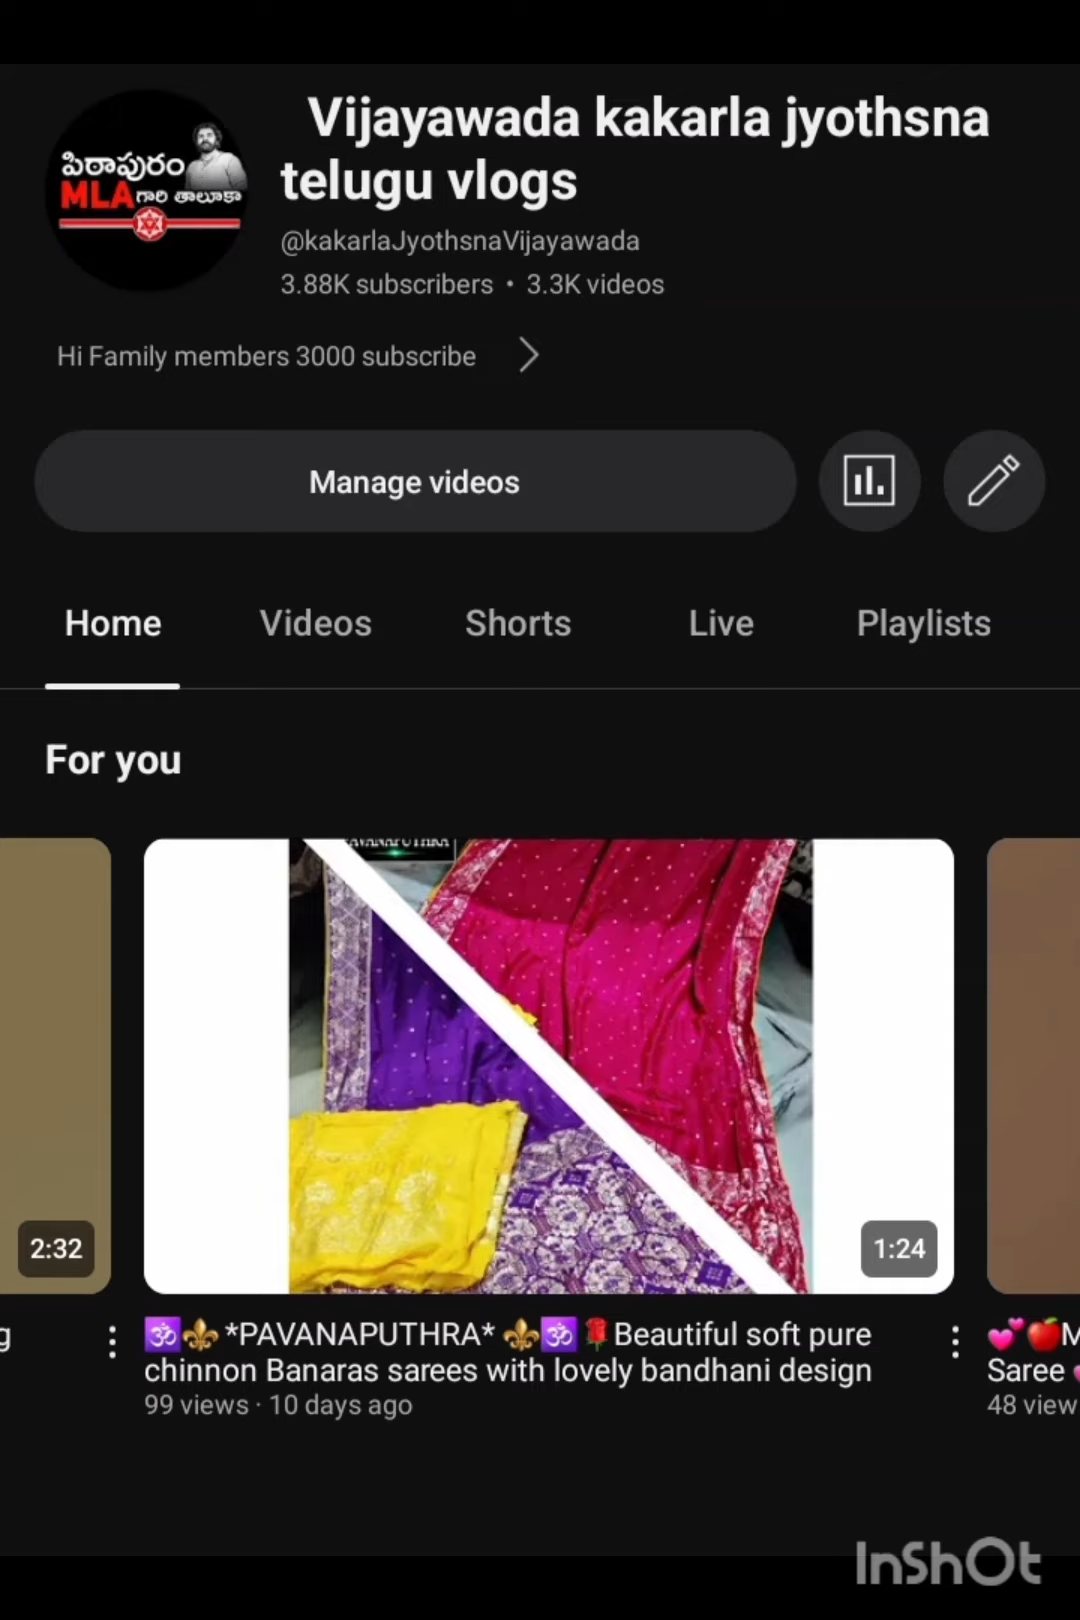 పిఠాపురం
MLA గారి తాలూకా
Vijayawada kakarla jyothsna
telugu vlogs
@kakarlaJyothsnaVijayawada
3.88K subscribers • 3.3K videos
Hi Family members 3000 subscribe
Manage videos
Home Videos Shorts Live Playlists
For you
2:32
1:24
🕉⚜*PAVANAPUTHRA*⚜🕉🌹Beautiful soft pure
chinnon Banaras sarees with lovely bandhani design
99 views · 10 days ago
Saree
48 view
InShOt